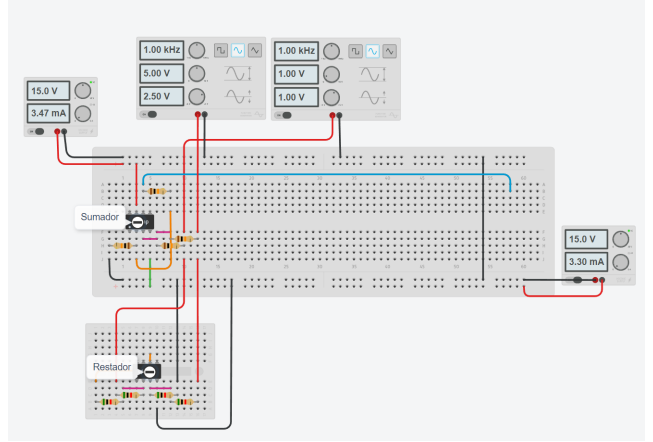 1.00 kHz
5.00 V
2.50 V
1.00 kHz
1.00 V
1.00 V
15.0 V
3.47 mA
Sumador
15.0 V
3.30 mA
Restador